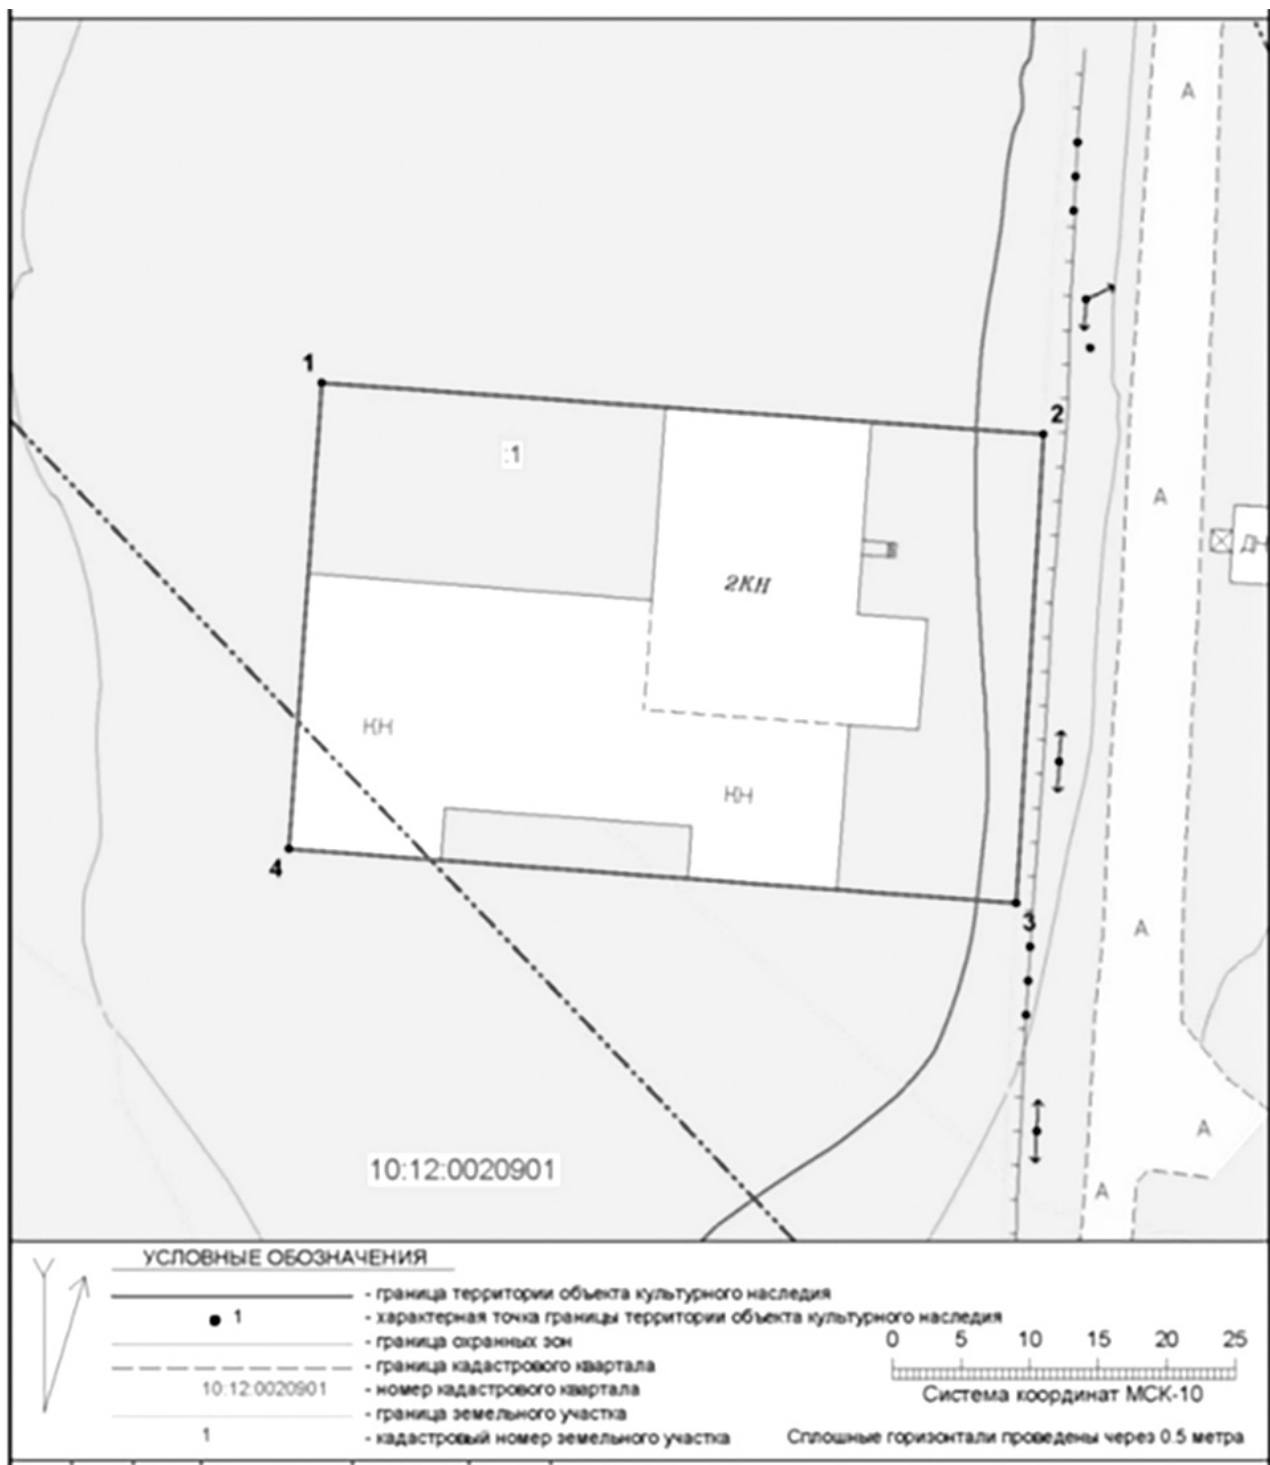 А
1
2
:1
А
2КН
КН
КН
4
3
А
А
10:12:0020901
А
УСЛОВНЫЕ ОБОЗНАЧЕНИЯ
- граница территории объекта культурного наследия
1 - характерная точка границы территории объекта культурного наследия
- граница охранных зон
0 5 10 15 20 25
- граница кадастрового квартала
10:12:0020901 - номер кадастрового квартала
Система координат МСК-10
- граница земельного участка
1 - кадастровый номер земельного участка
Сплошные горизонтали проведены через 0.5 метра